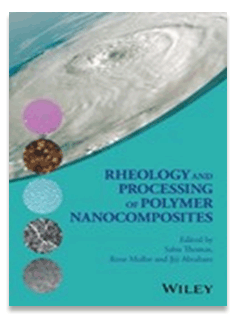 RHEOLOGY AND
PROCESSING
OF POLYMER
NANOCOMPOSITES
Edited by
Sabu Thomas,
Rene Muller and Jiji Abraham
WILEY